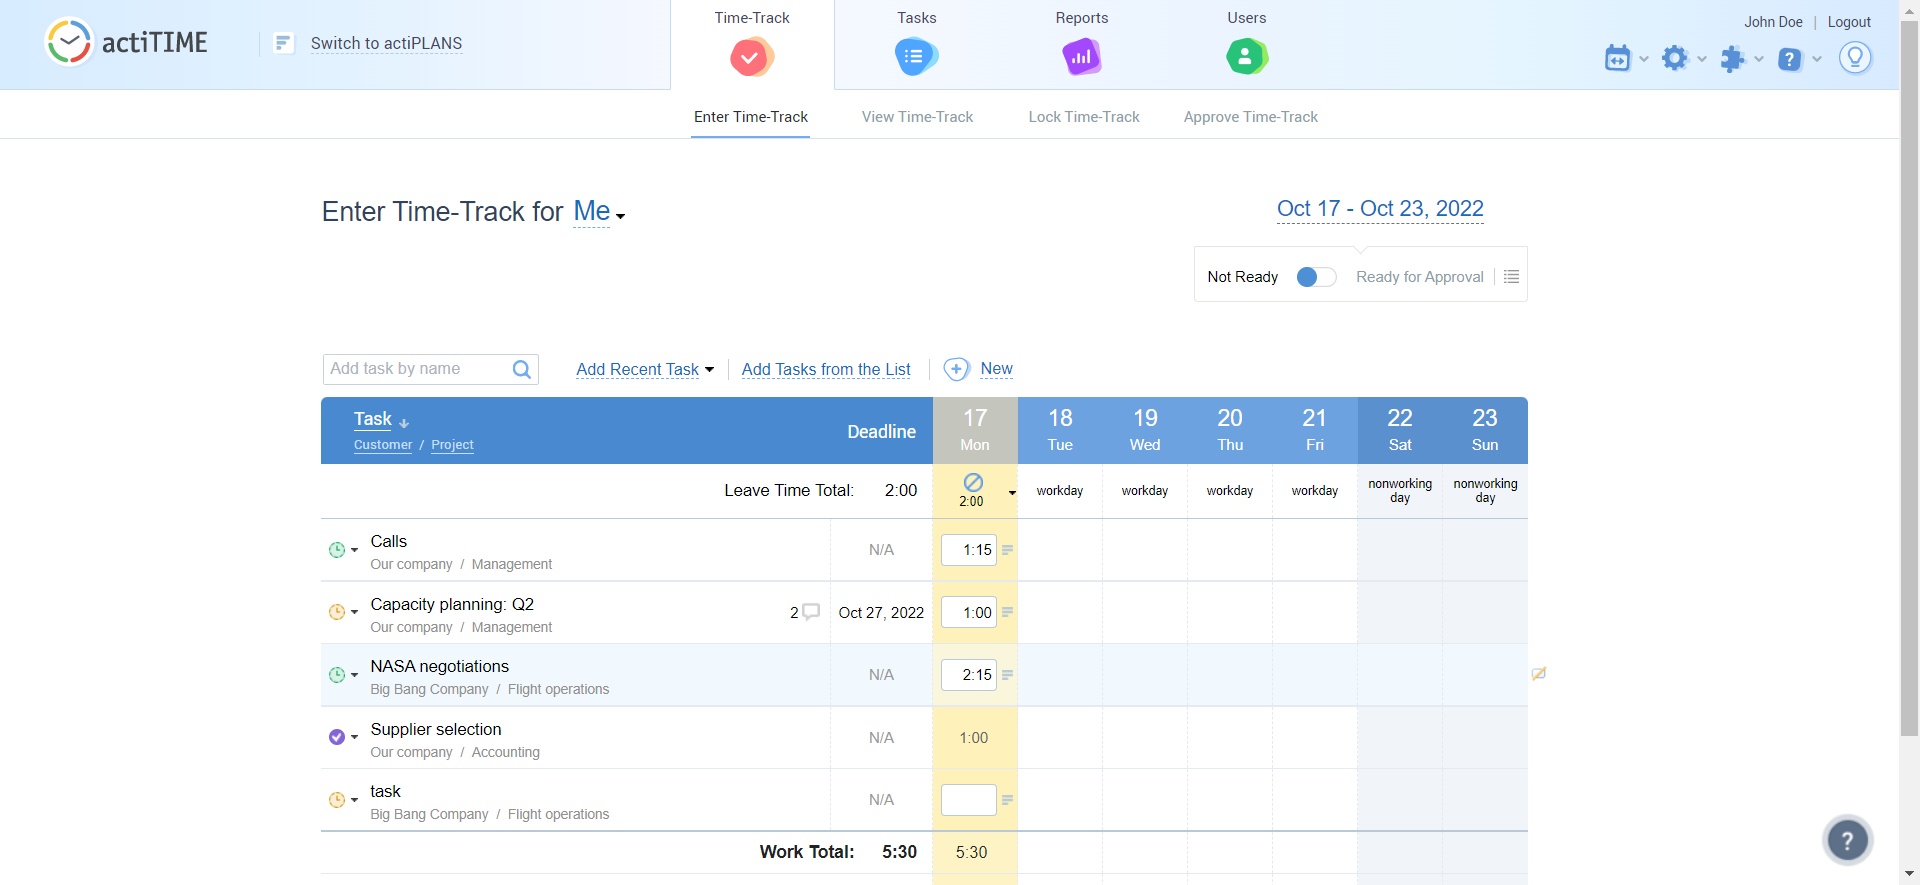 actiTIME
Switch to actiPLANS
Time-Track
Tasks
Reports
Users
John Doe | Logout
Enter Time-Track
View Time-Track
Lock Time-Track
Approve Time-Track
Enter Time-Track for Me
Oct 17 - Oct 23, 2022
Not Ready
Ready for Approval
Add task by name
Add Recent Task
Add Tasks from the List
New
Task
Customer / Project
Deadline
17 Mon
18 Tue
19 Wed
20 Thu
21 Fri
22 Sat
23 Sun
Leave Time Total: 2:00
2:00
workday
workday
workday
workday
nonworking
day
nonworking
day
Calls
Our company / Management
N/A
1:15
Capacity planning: Q2
Our company / Management
2
Oct 27, 2022
1:00
NASA negotiations
Big Bang Company / Flight operations
N/A
2:15
Supplier selection
Our company / Accounting
N/A
1:00
task
Big Bang Company / Flight operations
N/A
Work Total: 5:30
5:30
?
?